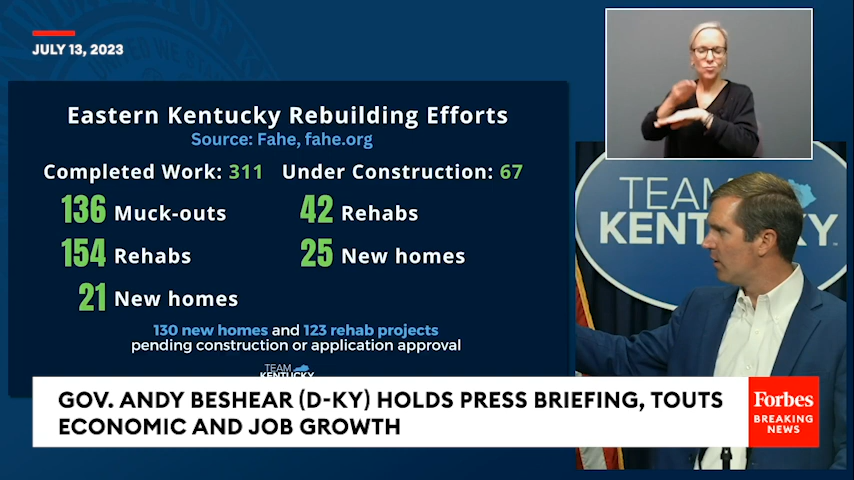 JULY 13, 2023
Eastern Kentucky Rebuilding Efforts
Source: Fahe, fahe.org
Completed Work: 311
136 Muck-outs
154 Rehabs
21 New homes
Under Construction: 67
42 Rehabs
25 New homes
130 new homes and 123 rehab projects
pending construction or application approval
TEAM
KENTUCKY
TEAM
KENTUCKY
GOV. ANDY BESHEAR (D-KY) HOLDS PRESS BRIEFING, TOUTS
ECONOMIC AND JOB GROWTH
Forbes
BREAKING
NEWS